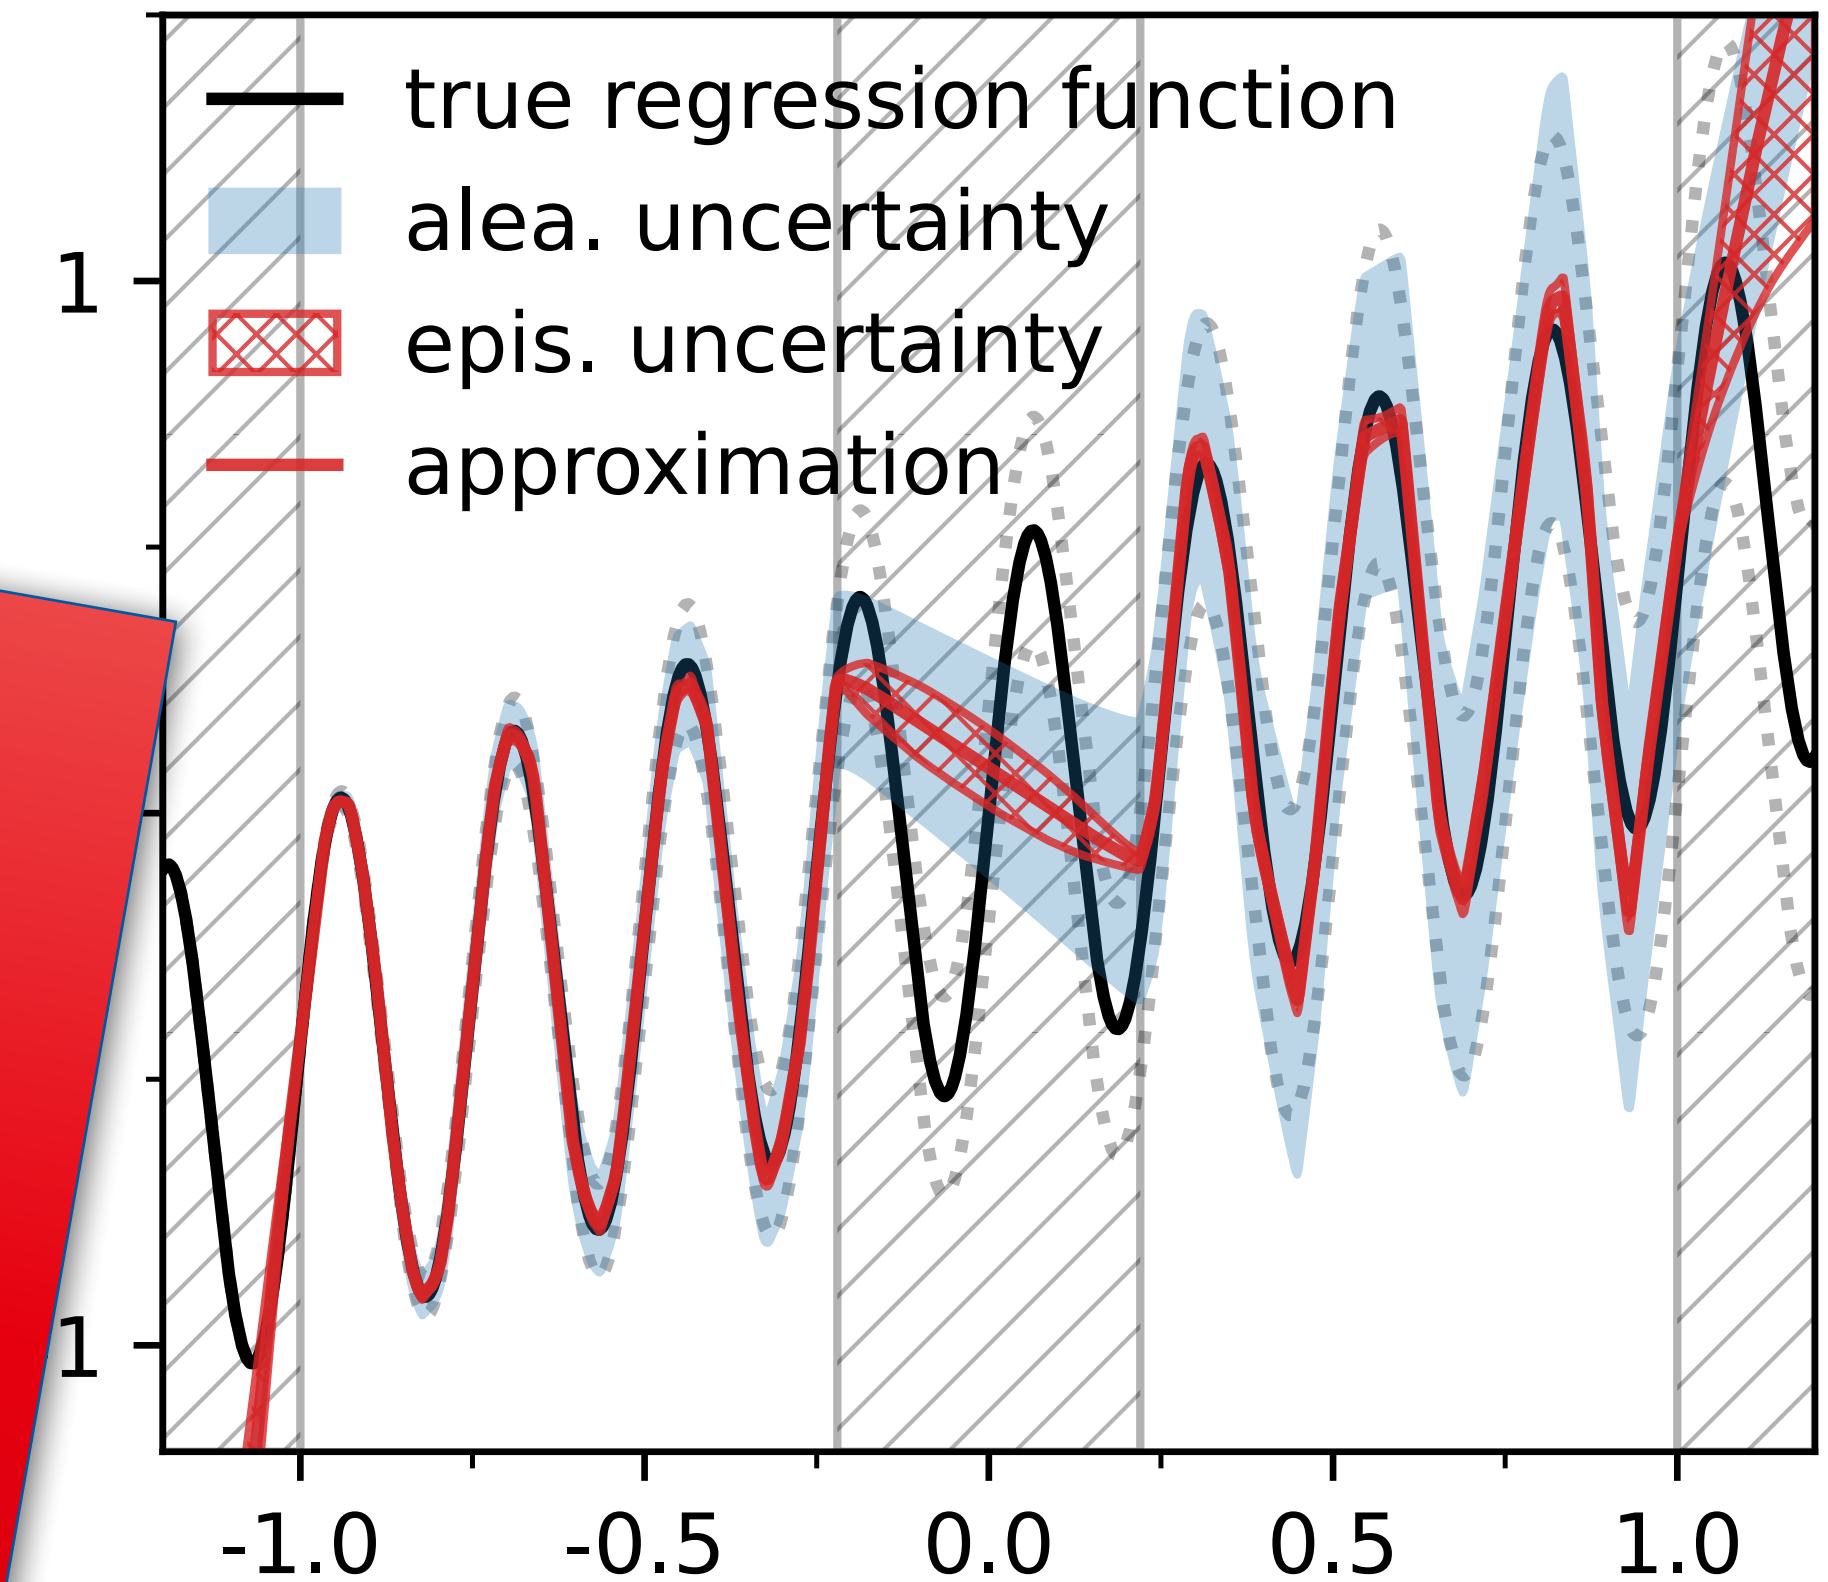 true regression function
alea. uncertainty
epis. uncertainty
approximation
1
1
-1.0 -0.5 0.0 0.5 1.0